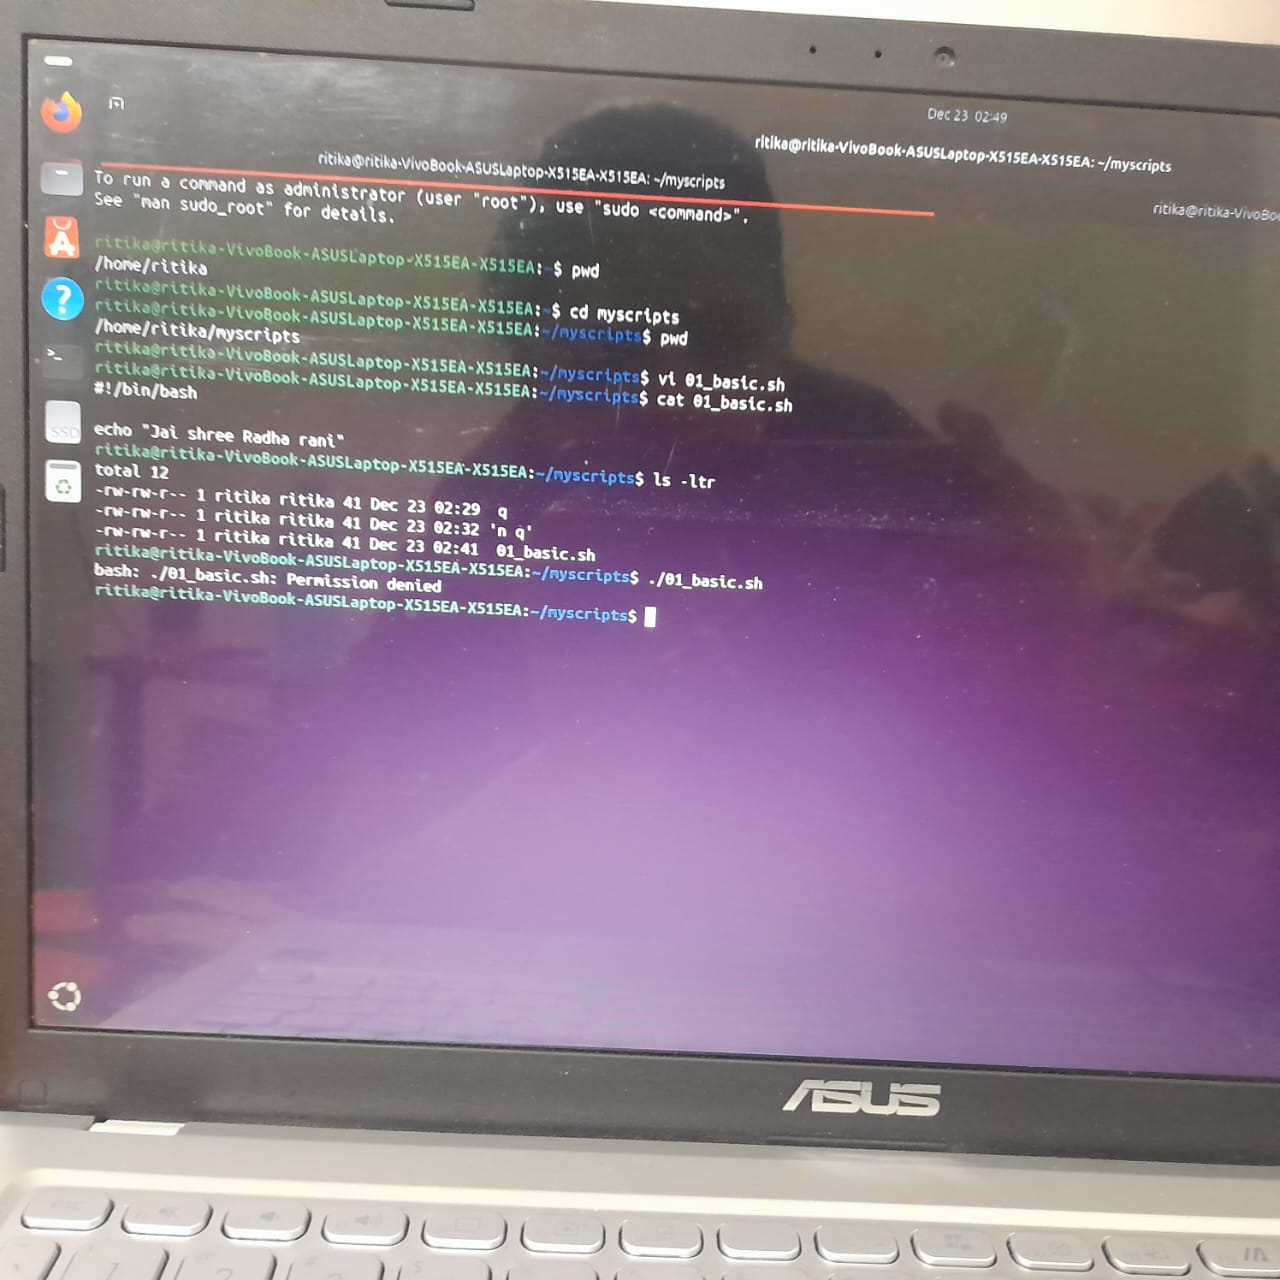 Dec 23 02:49
ritika@ritika-VivoBook-ASUSLaptop-X515EA-X515EA: ~/myscripts
ritika@ritika-VivoBook-ASUSLaptop-X515EA-X515EA: ~/myscripts
ritika@ritika-VivoBo
To run a command as administrator (user "root"), use "sudo <command>".
See "man sudo_root" for details.
ritika@ritika-VivoBook-ASUSLaptop-X515EA-X515EA:~$ pwd
/home/ritika
ritika@ritika-VivoBook-ASUSLaptop-X515EA-X515EA:~$ cd myscripts
ritika@ritika-VivoBook-ASUSLaptop-X515EA-X515EA:~/myscripts$ pwd
/home/ritika/myscripts
ritika@ritika-VivoBook-ASUSLaptop-X515EA-X515EA:~/myscripts$ vi 01_basic.sh
ritika@ritika-VivoBook-ASUSLaptop-X515EA-X515EA:~/myscripts$ cat 01_basic.sh
#!/bin/bash
echo "Jai shree Radha rani"
ritika@ritika-VivoBook-ASUSLaptop-X515EA-X515EA:~/myscripts$ ls -ltr
total 12
-rw-rw-r-- 1 ritika ritika 41 Dec 23 02:29  q
-rw-rw-r-- 1 ritika ritika 41 Dec 23 02:32 'n q'
-rw-rw-r-- 1 ritika ritika 41 Dec 23 02:41  01_basic.sh
ritika@ritika-VivoBook-ASUSLaptop-X515EA-X515EA:~/myscripts$ ./01_basic.sh
bash: ./01_basic.sh: Permission denied
ritika@ritika-VivoBook-ASUSLaptop-X515EA-X515EA:~/myscripts$
SSD
ASUS